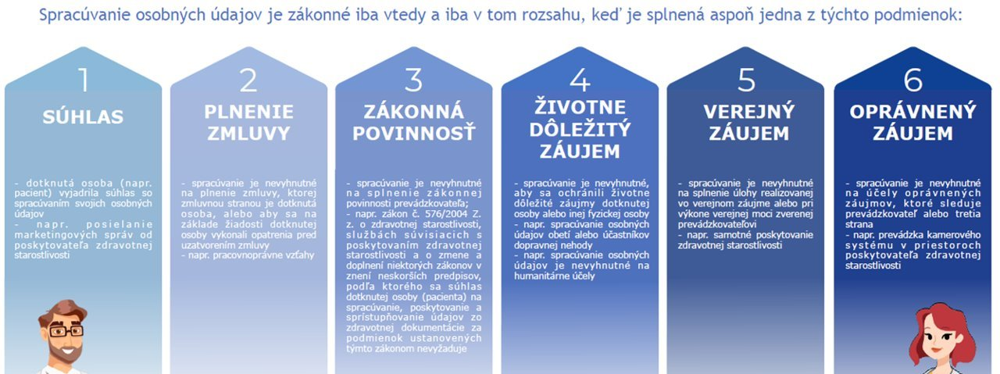 Spracúvanie osobných údajov je zákonné iba vtedy a iba v tom rozsahu, keď je splnená aspoň jedna z týchto podmienok:
1
SÚHLAS
- dotknutá osoba (napr.
pacient) vyjadrila súhlas so
spracúvaním svojich osobných
údajov
- napr. posielanie
marketingových správ od
poskytovateľa zdravotnej
starostlivosti
2
PLNENIE
ZMLUVY
- spracúvanie je nevyhnutné
na plnenie zmluvy, ktorej
zmluvnou stranou je dotknutá
osoba, alebo aby sa na
základe žiadosti dotknutej
osoby vykonali opatrenia pred
uzatvorením zmluvy
- napr. pracovnoprávne vzťahy
3
ZÁKONNÁ
POVINNOSŤ
- spracúvanie je nevyhnutné
na splnenie zákonnej
povinnosti prevádzkovateľa;
- napr. zákon č. 576/2004 Z.
z. o zdravotnej starostlivosti,
službách súvisiacich s
poskytovaním zdravotnej
starostlivosti a o zmene a
doplnení niektorých zákonov v
znení neskorších predpisov,
podľa ktorého sa súhlas
dotknutej osoby (pacienta) na
spracúvanie, poskytovanie a
sprístupňovanie údajov zo
zdravotnej dokumentácie za
podmienok ustanovených
týmto zákonom nevyžaduje
4
ŽIVOTNE
DÔLEŽITÝ
ZÁUJEM
- spracúvanie je nevyhnutné,
aby sa ochránili životne
dôležité záujmy dotknutej
osoby alebo inej fyzickej osoby
- napr. spracúvanie osobných
údajov obetí alebo účastníkov
dopravnej nehody
- napr. spracúvanie osobných
údajov je nevyhnutné na
humanitárne účely
5
VEREJNÝ
ZÁUJEM
- spracúvanie je nevyhnutné
na splnenie úlohy realizovanej
vo verejnom záujme alebo pri
výkone verejnej moci zverenej
prevádzkovateľovi
- napr. samotné poskytovanie
zdravotnej starostlivosti
6
OPRÁVNENÝ
ZÁUJEM
- spracúvanie je nevyhnutné
na účely oprávnených
záujmov, ktoré sleduje
prevádzkovateľ alebo tretia
strana
- napr. prevádzka kamerového
systému v priestoroch
poskytovateľa zdravotnej
starostlivosti